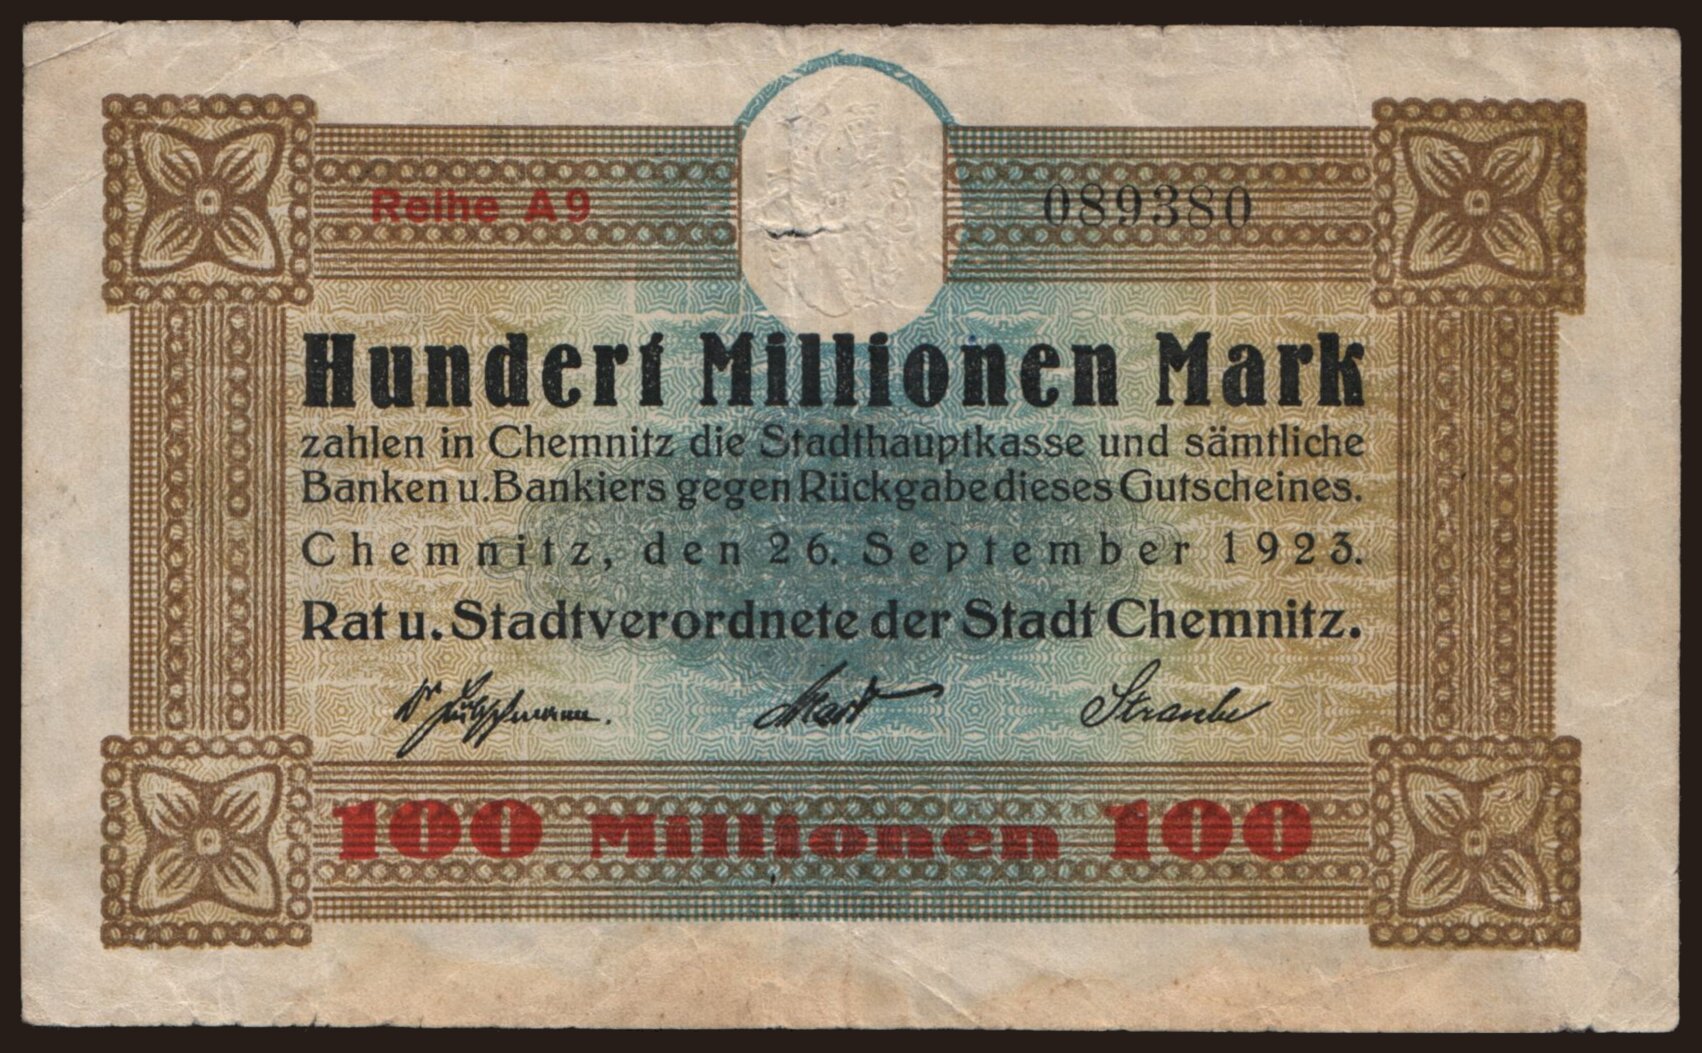 Reihe A9
089380
Hundert Millionen Mark
zahlen in Chemnitz die Stadthauptkasse und sämtliche
Banken u. Bankiers gegen Rückgabe dieses Gutscheines.
Chemnitz, den 26. September 1923.
Rat u. Stadtverordnete der Stadt Chemnitz.
Straube
100 Millionen 100